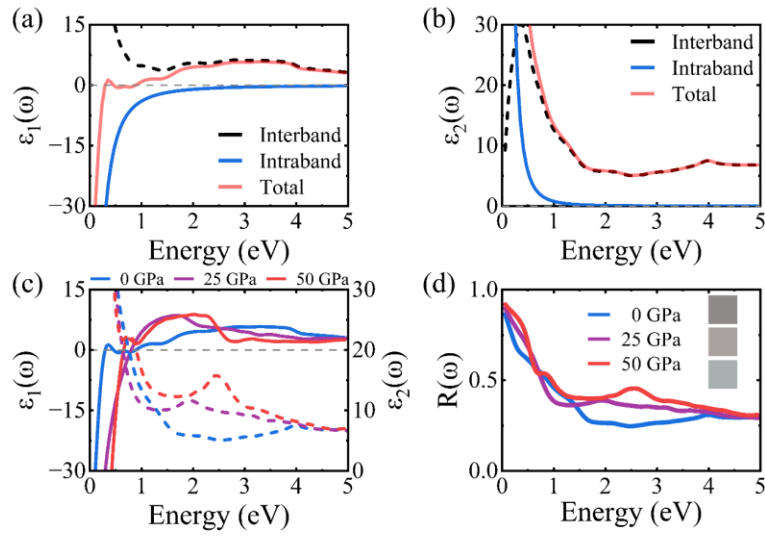 (a)
15
0
−15
−30
ε₁(ω)
Interband
Intraband
Total
0 1 2 3 4 5
Energy (eV)
(b)
30
20
10
0
ε₂(ω)
Interband
Intraband
Total
0 1 2 3 4 5
Energy (eV)
(c)
0 GPa 25 GPa 50 GPa
15
0
−15
−30
ε₁(ω)
30
20
10
0
ε₂(ω)
0 1 2 3 4 5
Energy (eV)
(d)
1.0
0.5
0.0
R(ω)
0 GPa
25 GPa
50 GPa
0 1 2 3 4 5
Energy (eV)